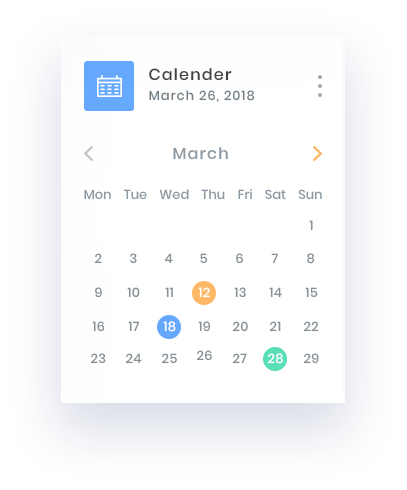 Calender
March 26, 2018
March
Mon Tue Wed Thu Fri Sat Sun
1
2 3 4 5 6 7 8
9 10 11 12 13 14 15
16 17 18 19 20 21 22
23 24 25 26 27 28 29